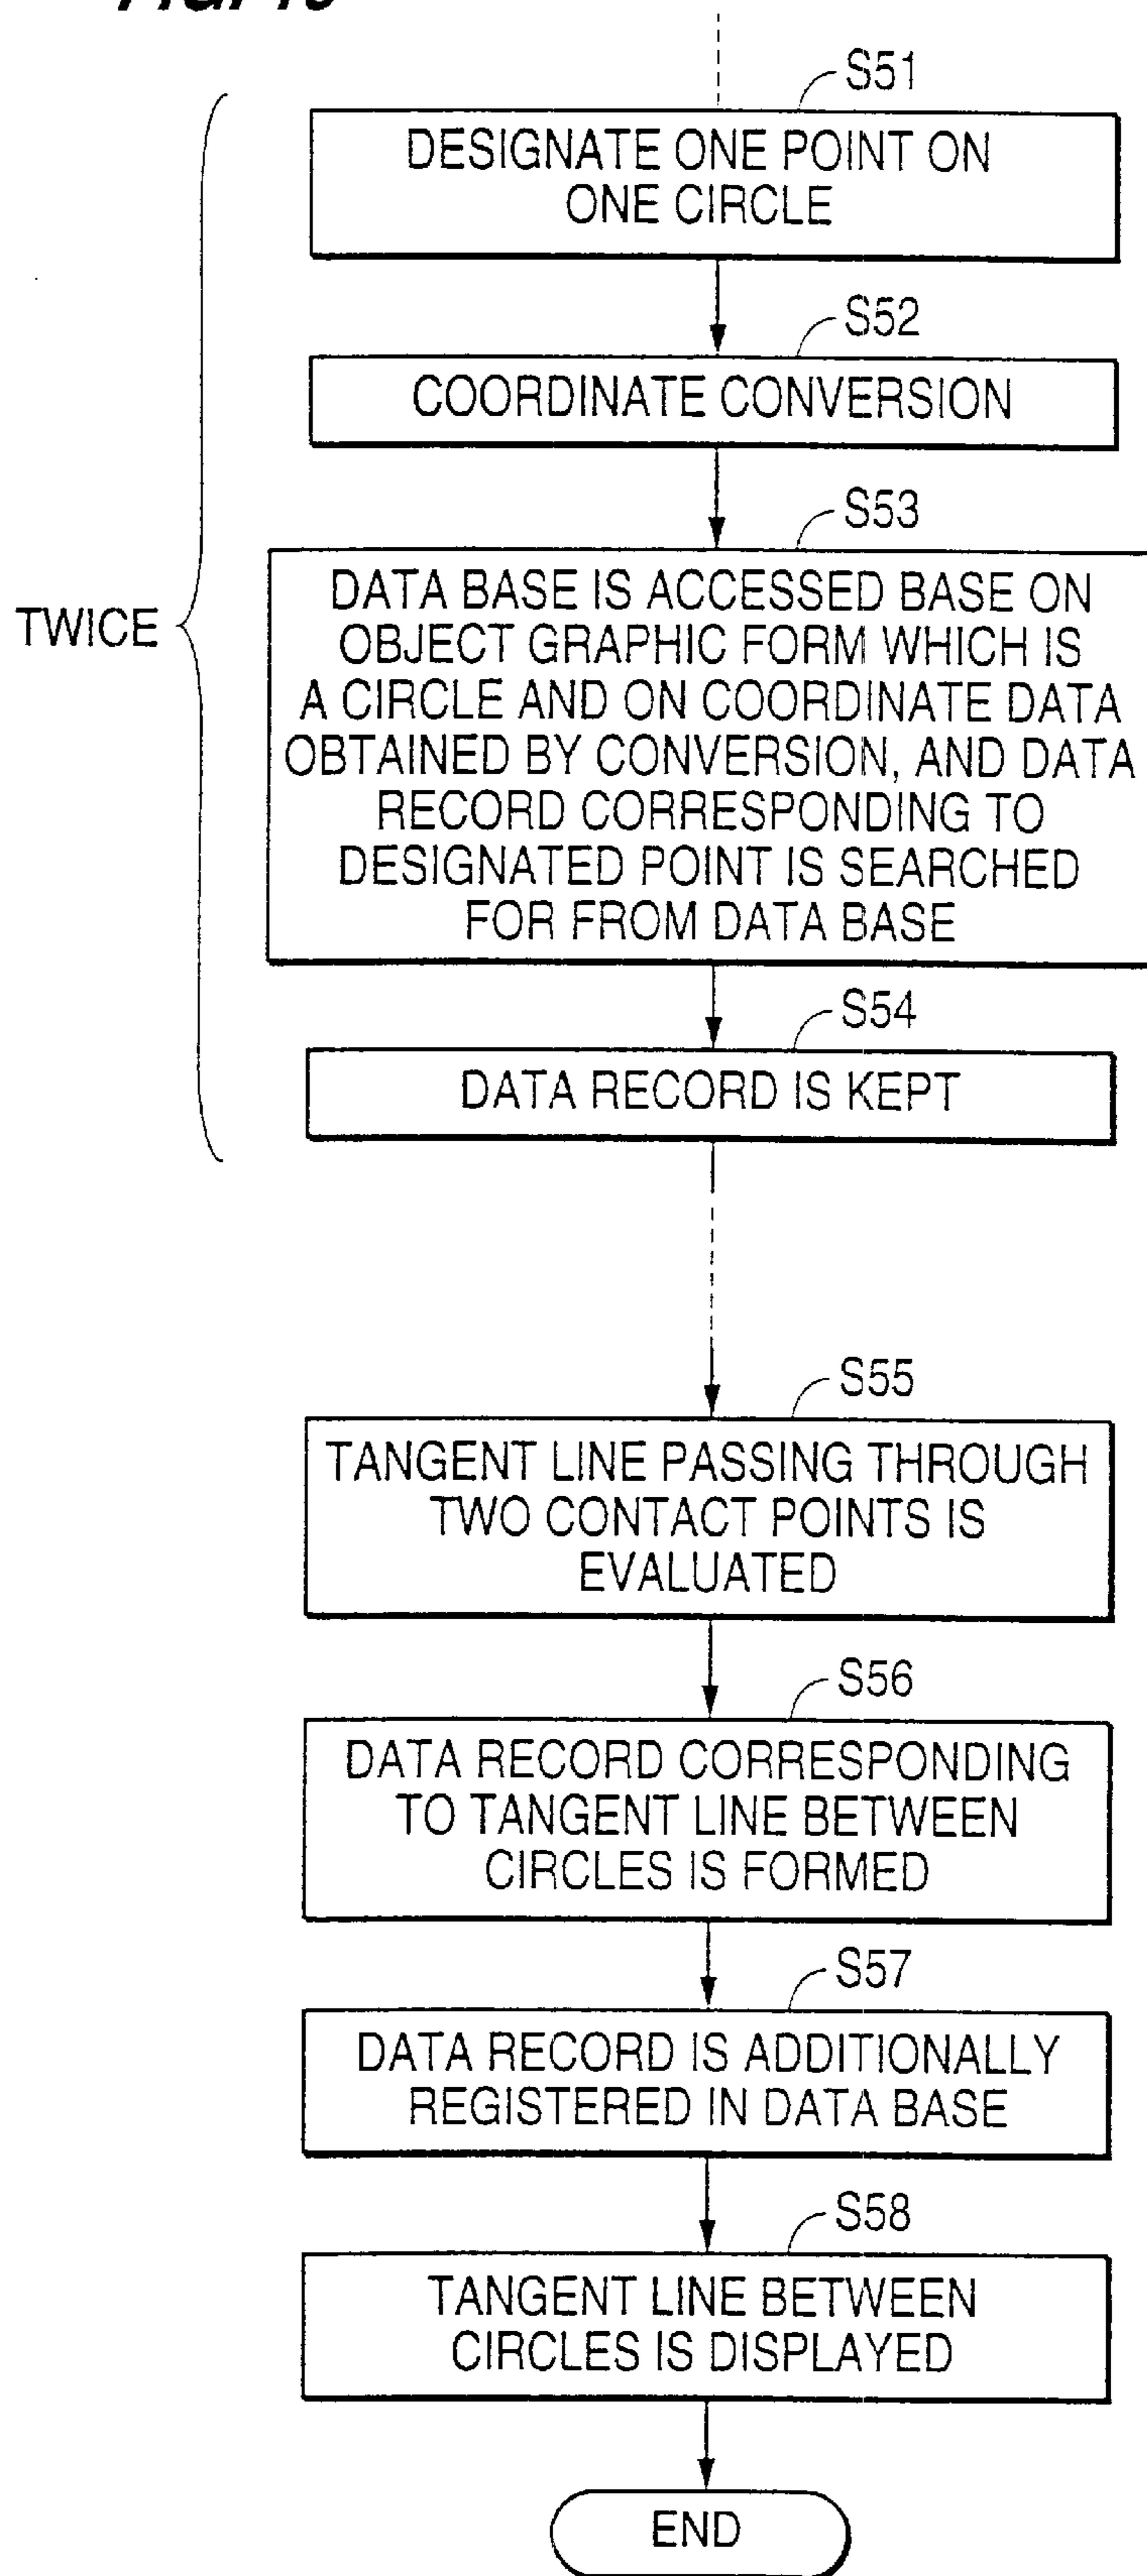 S51
DESIGNATE ONE POINT ON
ONE CIRCLE
S52
COORDINATE CONVERSION
S53
TWICE
DATA BASE IS ACCESSED BASE ON
OBJECT GRAPHIC FORM WHICH IS
A CIRCLE AND ON COORDINATE DATA
OBTAINED BY CONVERSION, AND DATA
RECORD CORRESPONDING TO
DESIGNATED POINT IS SEARCHED
FOR FROM DATA BASE
S54
DATA RECORD IS KEPT
S55
TANGENT LINE PASSING THROUGH
TWO CONTACT POINTS IS
EVALUATED
S56
DATA RECORD CORRESPONDING
TO TANGENT LINE BETWEEN
CIRCLES IS FORMED
S57
DATA RECORD IS ADDITIONALLY
REGISTERED IN DATA BASE
S58
TANGENT LINE BETWEEN
CIRCLES IS DISPLAYED
END